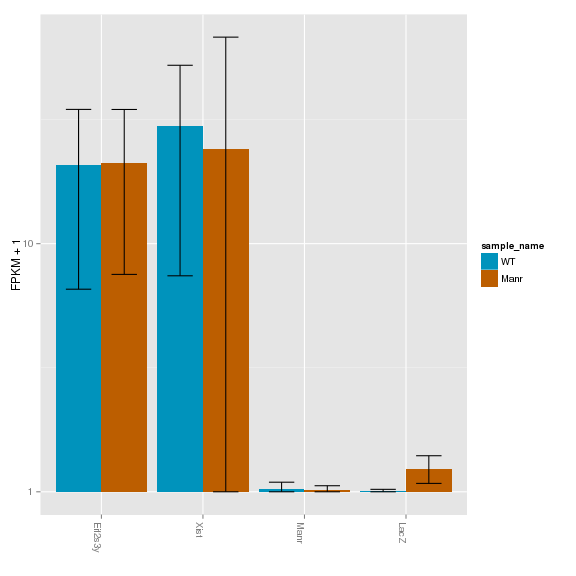 FPKM + 1
10
1
Eif2s3y
Xist
Manr
LacZ
sample_name
WT
Manr